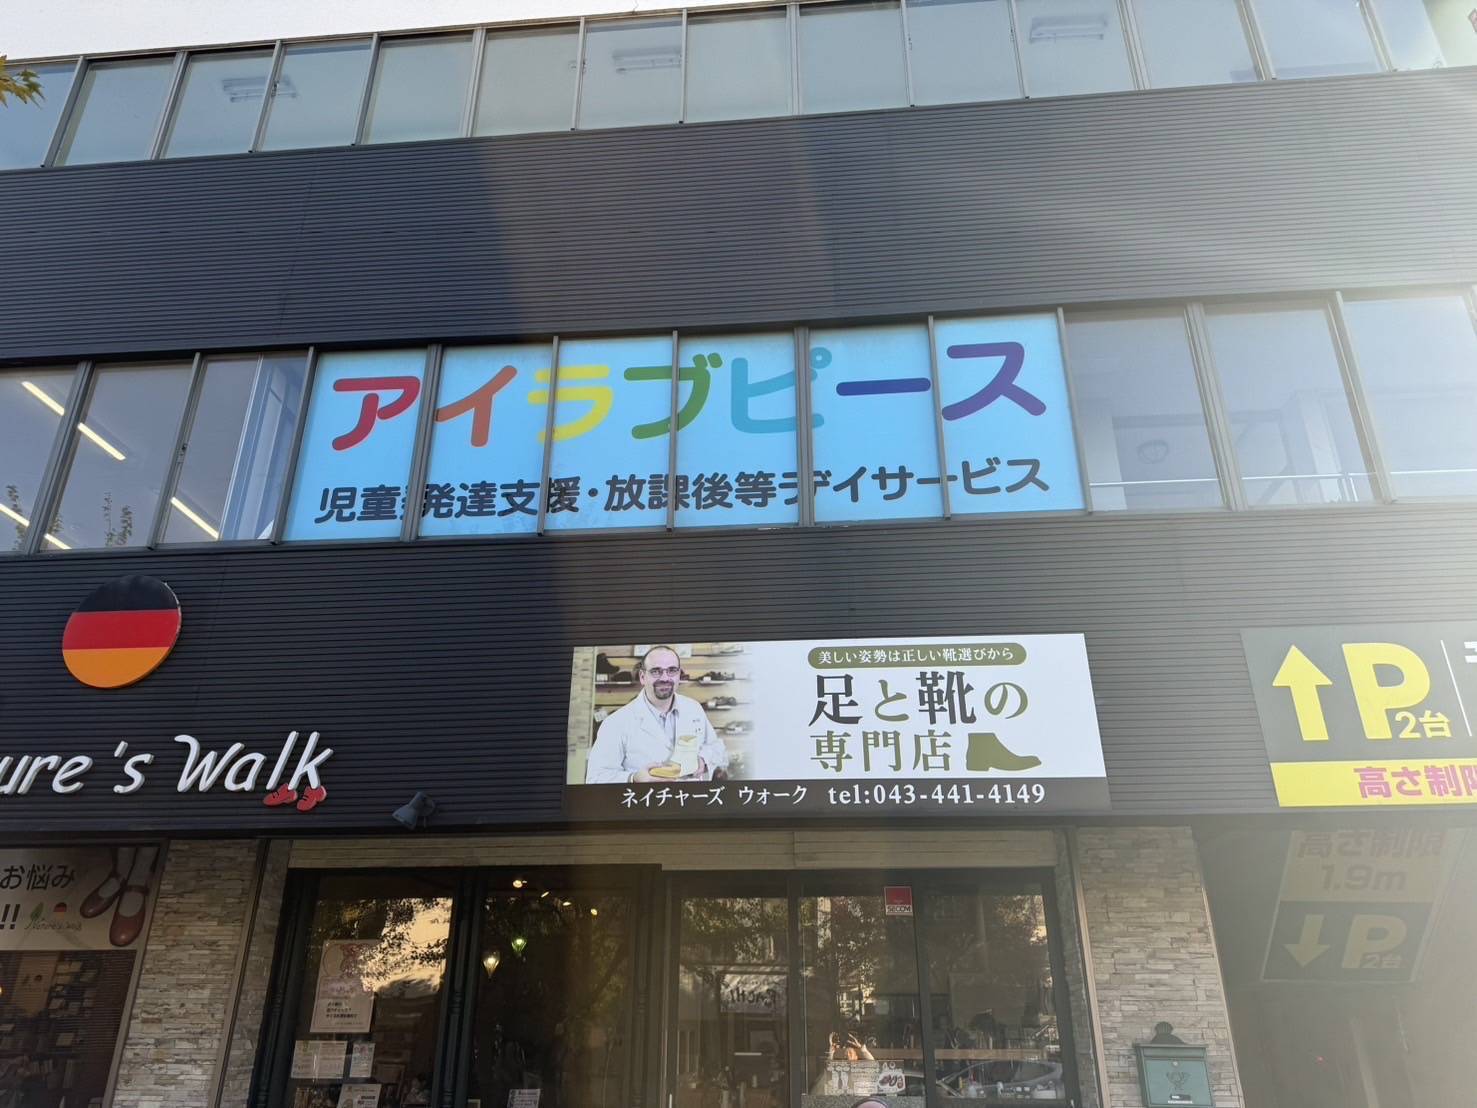 アイラブピース
児童発達支援・放課後等デイサービス
ure's Walk
美しい姿勢は正しい靴選びから
足と靴の
専門店
ネイチャーズ ウォーク tel:043-441-4149
P
2台
高さ制限
お悩み
!!
Nature's Walk
SECOM
高さ制限
1.9m
P
2台